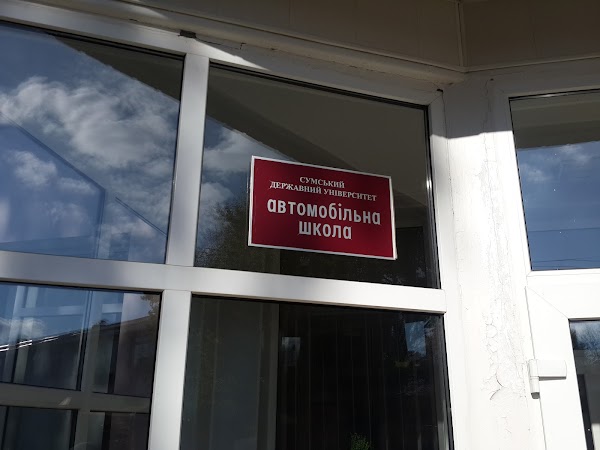 СУМСЬКИЙ
ДЕРЖАВНИЙ УНІВЕРСИТЕТ
автомобільна
школа